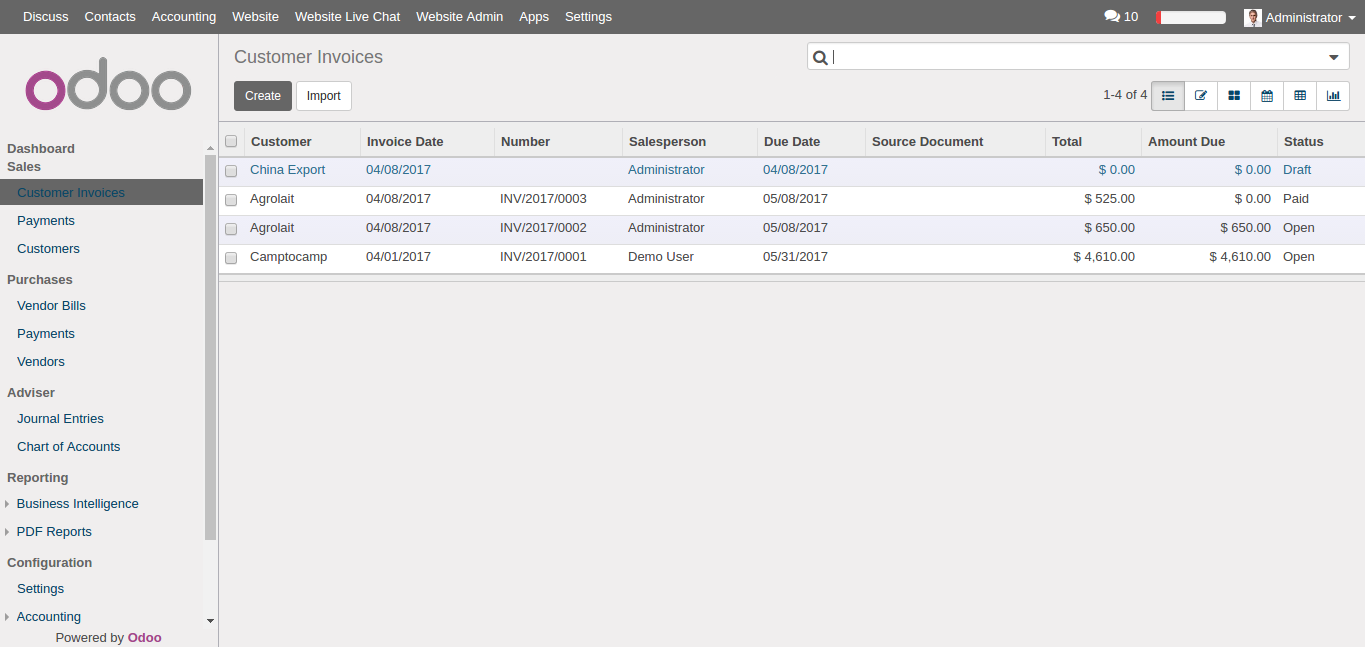 Discuss Contacts Accounting Website Website Live Chat Website Admin Apps Settings 10 Administrator
odoo
Customer Invoices
Create Import
1-4 of 4
Dashboard
Sales
Customer Invoices
Payments
Customers
Purchases
Vendor Bills
Payments
Vendors
Adviser
Journal Entries
Chart of Accounts
Reporting
Business Intelligence
PDF Reports
Configuration
Settings
Accounting
Powered by Odoo
Customer Invoice Date Number Salesperson Due Date Source Document Total Amount Due Status
China Export 04/08/2017 Administrator 04/08/2017 $ 0.00 $ 0.00 Draft
Agrolait 04/08/2017 INV/2017/0003 Administrator 05/08/2017 $ 525.00 $ 0.00 Paid
Agrolait 04/08/2017 INV/2017/0002 Administrator 05/08/2017 $ 650.00 $ 650.00 Open
Camptocamp 04/01/2017 INV/2017/0001 Demo User 05/31/2017 $ 4,610.00 $ 4,610.00 Open